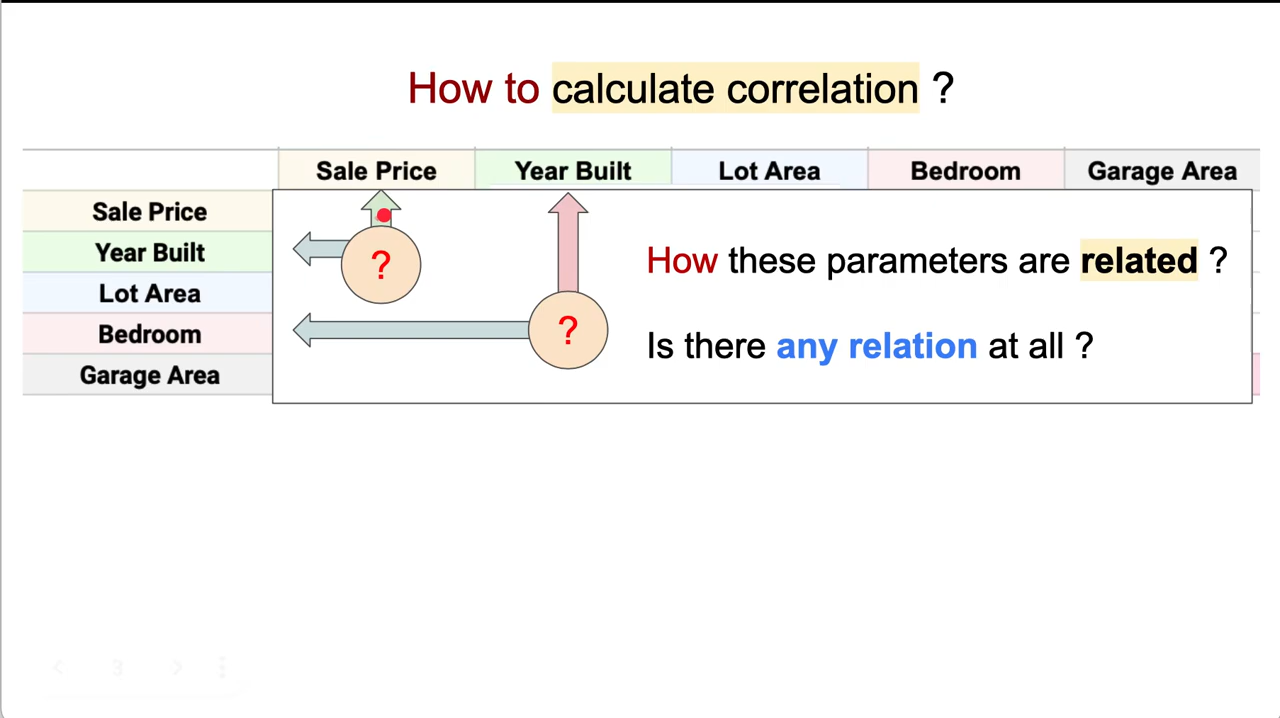 How to calculate correlation ?
Sale Price Year Built Lot Area Bedroom Garage Area
Sale Price
Year Built
Lot Area
Bedroom
Garage Area
?
?
How these parameters are related ?
Is there any relation at all ?
3